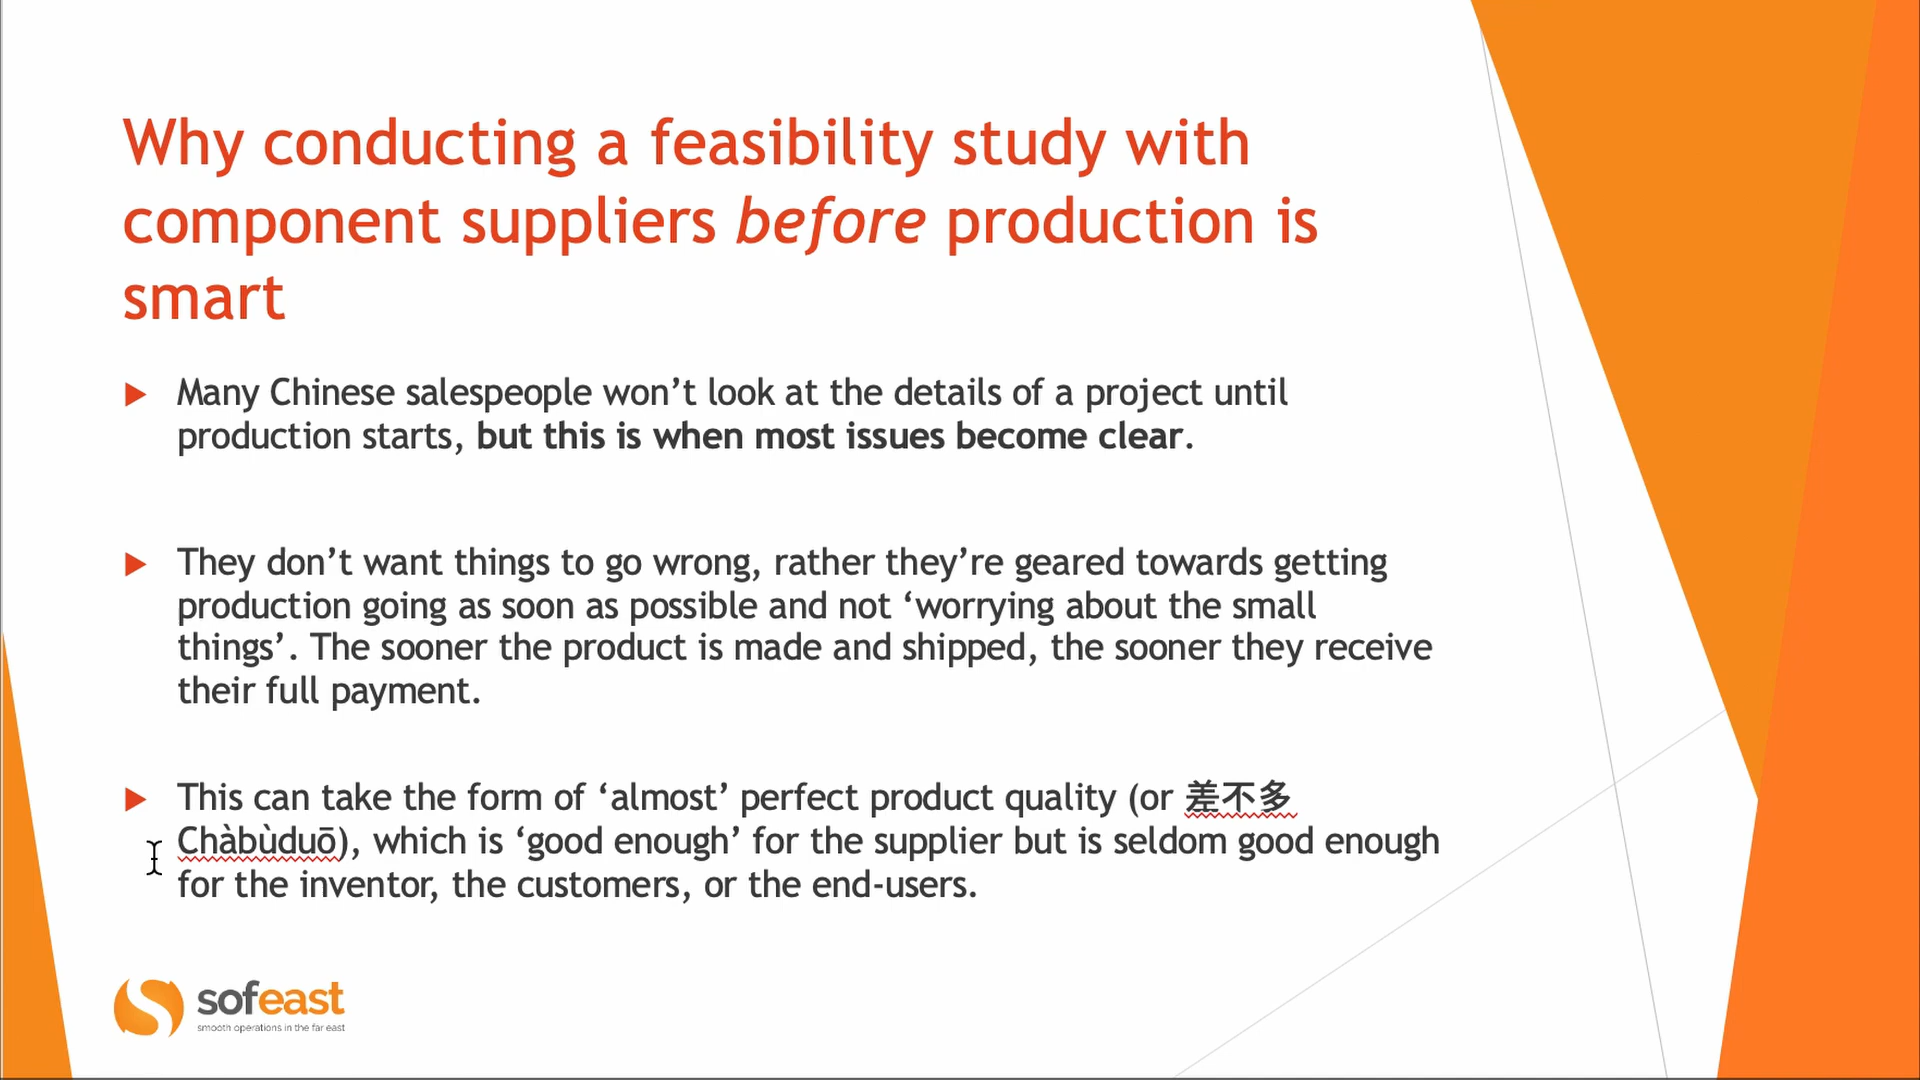 Why conducting a feasibility study with
component suppliers before production is
smart
Many Chinese salespeople won’t look at the details of a project until
production starts, but this is when most issues become clear.
They don’t want things to go wrong, rather they’re geared towards getting
production going as soon as possible and not ‘worrying about the small
things’. The sooner the product is made and shipped, the sooner they receive
their full payment.
This can take the form of ‘almost’ perfect product quality (or 差不多
Chàbùduō), which is ‘good enough’ for the supplier but is seldom good enough
for the inventor, the customers, or the end-users.
sofeast
smooth operations in the far east